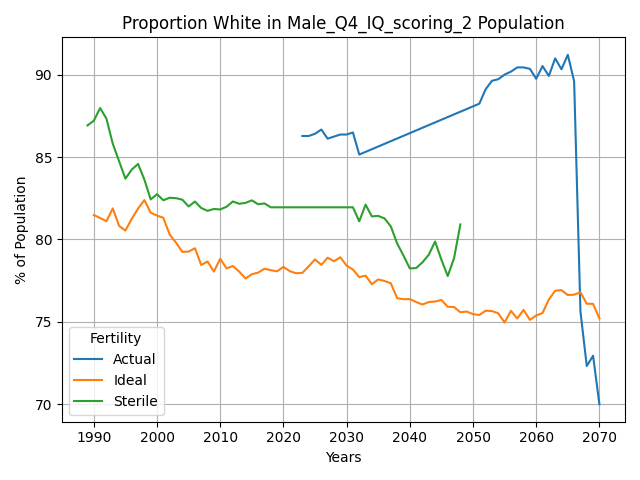 Proportion White in Male_Q4_IQ_scoring_2 Population
% of Population
90
85
80
75
70
Fertility
Actual
Ideal
Sterile
1990 2000 2010 2020 2030 2040 2050 2060 2070
Years